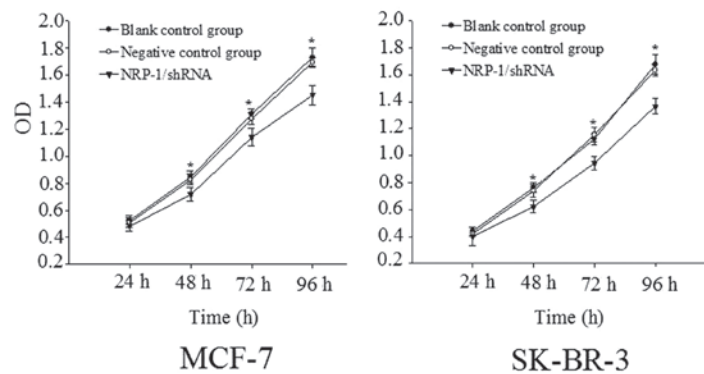 2.0
1.8
1.6
1.4
1.2
1.0
0.8
0.6
0.4
0.2
OD
Blank control group
Negative control group
NRP-1/shRNA
*
*
*
24 h 48 h 72 h 96 h
Time (h)
MCF-7
2.0
1.8
1.6
1.4
1.2
1.0
0.8
0.6
0.4
0.2
Blank control group
Negative control group
NRP-1/shRNA
*
*
*
24 h 48 h 72 h 96 h
Time (h)
SK-BR-3